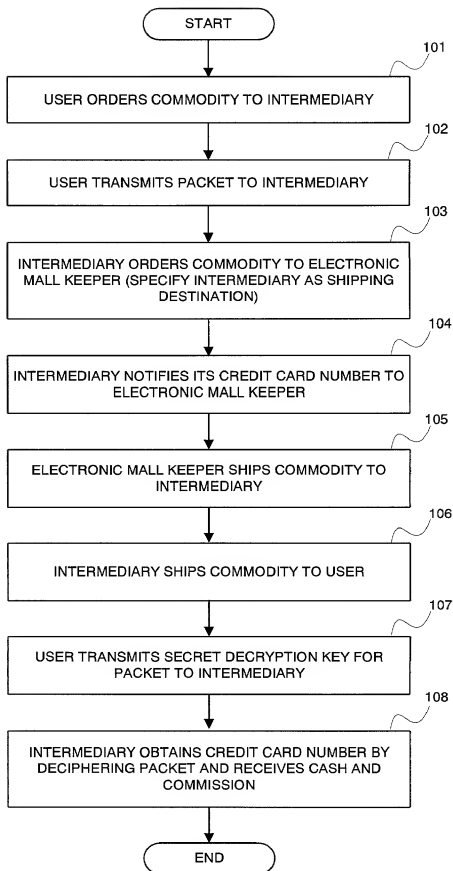 START
101
USER ORDERS COMMODITY TO INTERMEDIARY
102
USER TRANSMITS PACKET TO INTERMEDIARY
103
INTERMEDIARY ORDERS COMMODITY TO ELECTRONIC
MALL KEEPER (SPECIFY INTERMEDIARY AS SHIPPING
DESTINATION)
104
INTERMEDIARY NOTIFIES ITS CREDIT CARD NUMBER TO
ELECTRONIC MALL KEEPER
105
ELECTRONIC MALL KEEPER SHIPS COMMODITY TO
INTERMEDIARY
106
INTERMEDIARY SHIPS COMMODITY TO USER
107
USER TRANSMITS SECRET DECRYPTION KEY FOR
PACKET TO INTERMEDIARY
108
INTERMEDIARY OBTAINS CREDIT CARD NUMBER BY
DECIPHERING PACKET AND RECEIVES CASH AND
COMMISSION
END